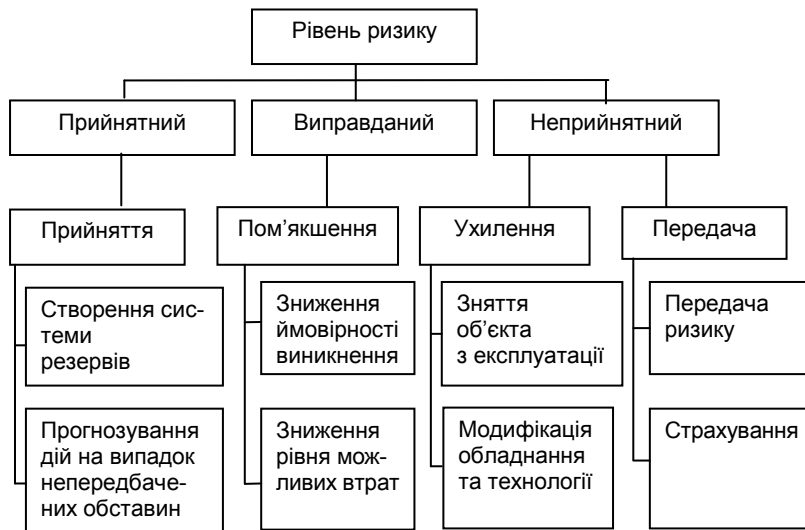 Рівень ризику
Прийнятний
Виправданий
Неприйнятний
Прийняття
Пом’якшення
Ухилення
Передача
Створення сис-
теми
резервів
Зниження
ймовірності
виникнення
Зняття
об’єкта
з експлуатації
Передача
ризику
Прогнозування
дій на випадок
непередбаче-
них обставин
Зниження
рівня мож-
ливих втрат
Модифікація
обладнання
та технології
Страхування